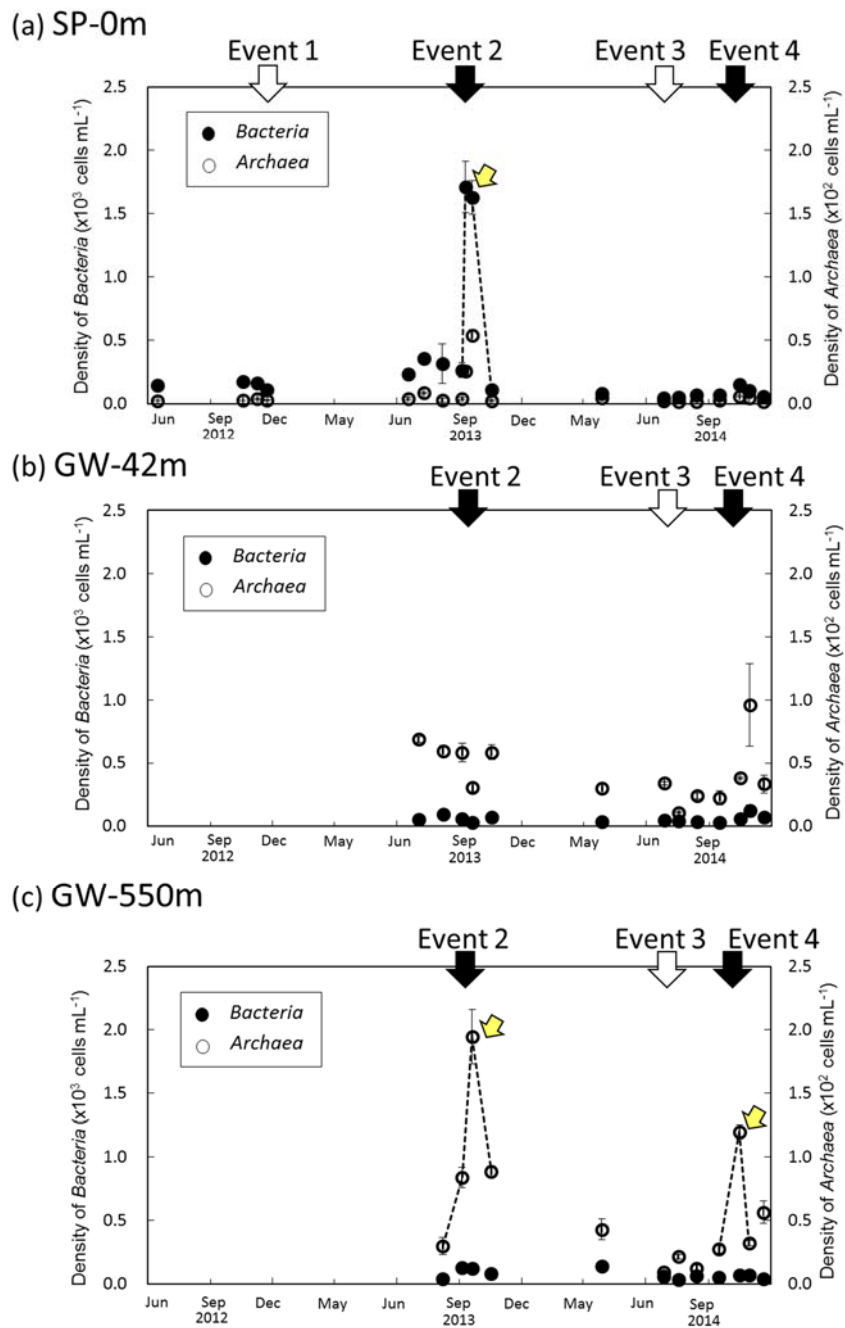 (a) SP-0m
Event 1 Event 2 Event 3 Event 4
2.5 2.5
Bacteria
Archaea
2.0 2.0
1.5 1.5
1.0 1.0
0.5 0.5
0.0 0.0
Density of Bacteria (x10³ cells mL⁻¹)
Density of Archaea (x10² cells mL⁻¹)
Jun Sep Dec May Jun Sep Dec May Jun Sep
2012 2013 2014
(b) GW-42m
Event 2 Event 3 Event 4
2.5 2.5
Bacteria
Archaea
2.0 2.0
1.5 1.5
1.0 1.0
0.5 0.5
0.0 0.0
Density of Bacteria (x10³ cells mL⁻¹)
Density of Archaea (x10² cells mL⁻¹)
Jun Sep Dec May Jun Sep Dec May Jun Sep
2012 2013 2014
(c) GW-550m
Event 2 Event 3 Event 4
2.5 2.5
Bacteria
Archaea
2.0 2.0
1.5 1.5
1.0 1.0
0.5 0.5
0.0 0.0
Density of Bacteria (x10³ cells mL⁻¹)
Density of Archaea (x10² cells mL⁻¹)
Jun Sep Dec May Jun Sep Dec May Jun Sep
2012 2013 2014